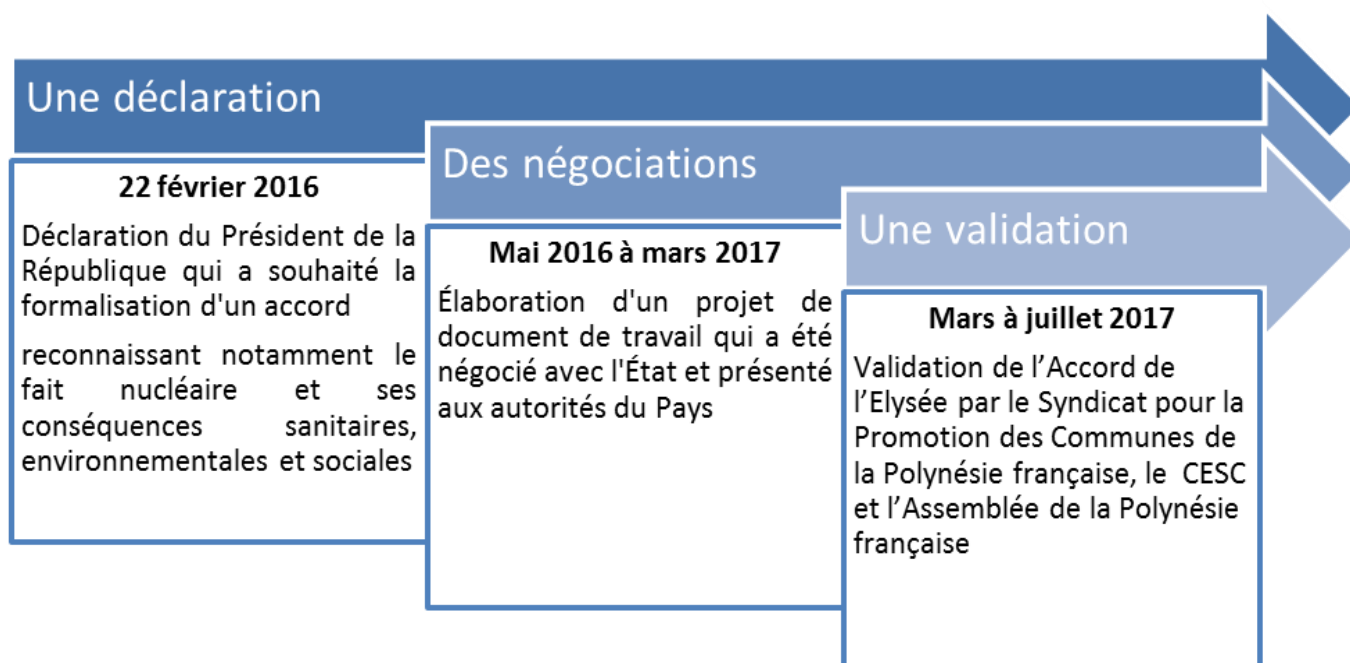 Une déclaration
22 février 2016
Déclaration du Président de la
République qui a souhaité la
formalisation d'un accord
reconnaissant notamment le
fait nucléaire et ses
conséquences sanitaires,
environnementales et sociales
Des négociations
Mai 2016 à mars 2017
Élaboration d'un projet de
document de travail qui a été
négocié avec l'État et présenté
aux autorités du Pays
Une validation
Mars à juillet 2017
Validation de l’Accord de
l’Elysée par le Syndicat pour la
Promotion des Communes de
la Polynésie française, le CESC
et l’Assemblée de la Polynésie
française